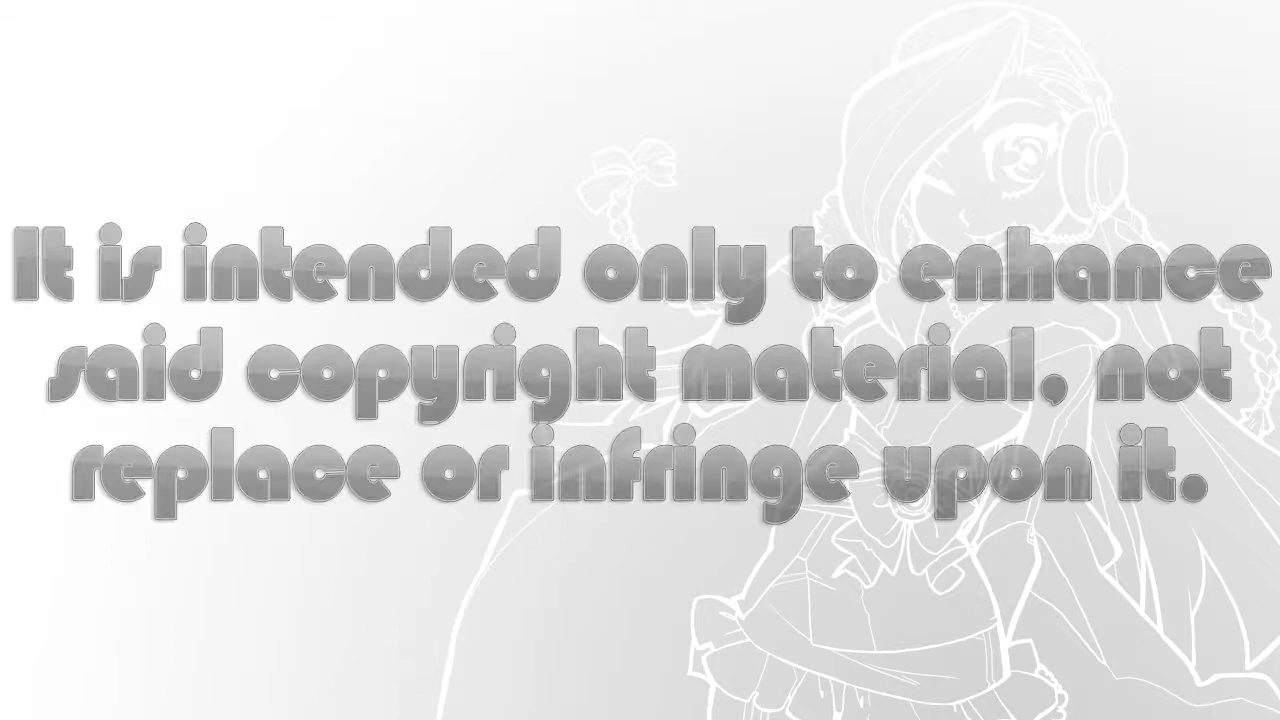 It is intended only to enhance
said copyright material, not
replace or infringe upon it.